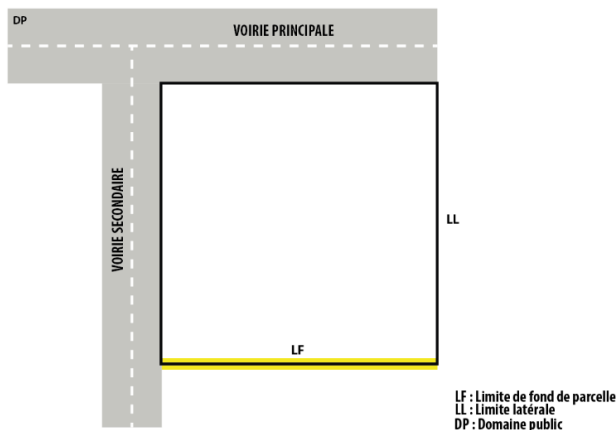 DP
VOIRIE PRINCIPALE
VOIRIE SECONDAIRE
LL
LF
LF : Limite de fond de parcelle
LL : Limite latérale
DP : Domaine public